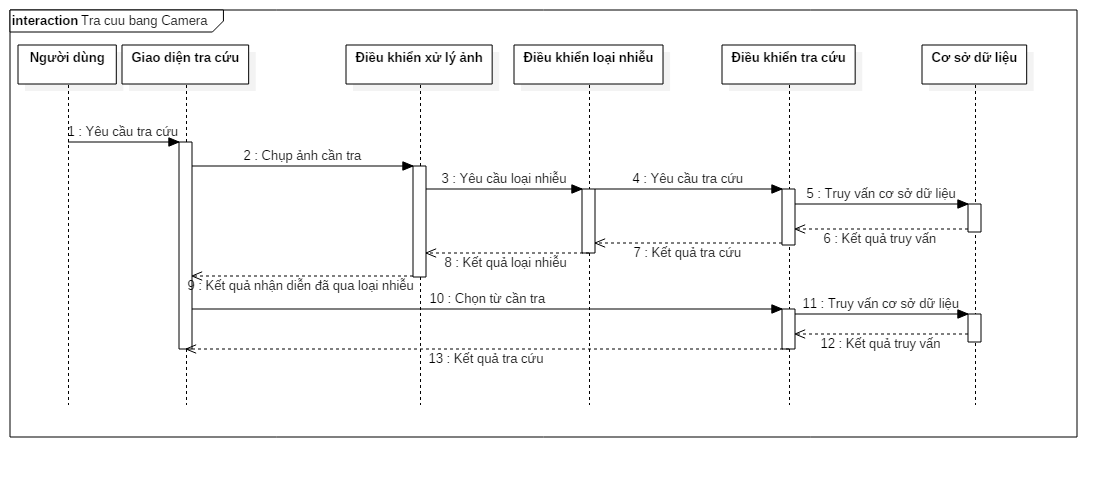 interaction Tra cuu bang Camera
Người dùng
Giao diện tra cứu
Điều khiển xử lý ảnh
Điều khiển loại nhiễu
Điều khiển tra cứu
Cơ sở dữ liệu
1 : Yêu cầu tra cứu
2 : Chụp ảnh cần tra
3 : Yêu cầu loại nhiễu
4 : Yêu cầu tra cứu
5 : Truy vấn cơ sở dữ liệu
6 : Kết quả truy vấn
7 : Kết quả tra cứu
8 : Kết quả loại nhiễu
9 : Kết quả nhận diễn đã qua loại nhiễu
10 : Chọn từ cần tra
11 : Truy vấn cơ sở dữ liệu
12 : Kết quả truy vấn
13 : Kết quả tra cứu